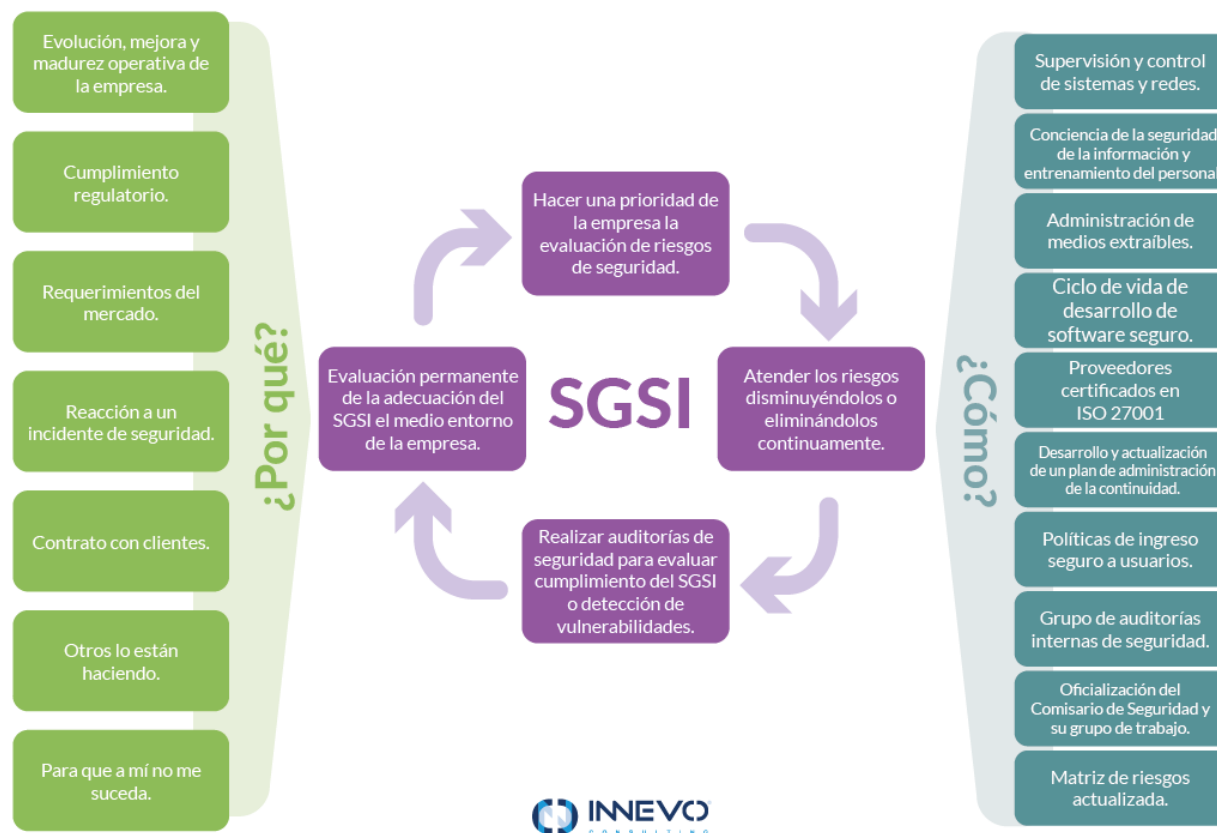 Evolución, mejora y
madurez operativa de
la empresa.
Cumplimiento
regulatorio.
Requerimientos del
mercado.
Reacción a un
incidente de seguridad.
Contrato con clientes.
Otros lo están
haciendo.
Para que a mí no me
suceda.
¿Por qué?
Hacer una prioridad de
la empresa la
evaluación de riesgos
de seguridad.
Evaluación permanente
de la adecuación del
SGSI el medio entorno
de la empresa.
SGSI
Atender los riesgos
disminuyéndolos o
eliminándolos
continuamente.
Realizar auditorías de
seguridad para evaluar
cumplimiento del SGSI
o detección de
vulnerabilidades.
¿Cómo?
Supervisión y control
de sistemas y redes.
Conciencia de la seguridad
de la información y
entrenamiento del personal
Administración de
medios extraíbles.
Ciclo de vida de
desarrollo de
software seguro.
Proveedores
certificados en
ISO 27001
Desarrollo y actualización
de un plan de administración
de la continuidad.
Políticas de ingreso
seguro a usuarios.
Grupo de auditorías
internas de seguridad.
Oficialización del
Comisario de Seguridad y
su grupo de trabajo.
Matriz de riesgos
actualizada.
INNEVO
CONSULTING